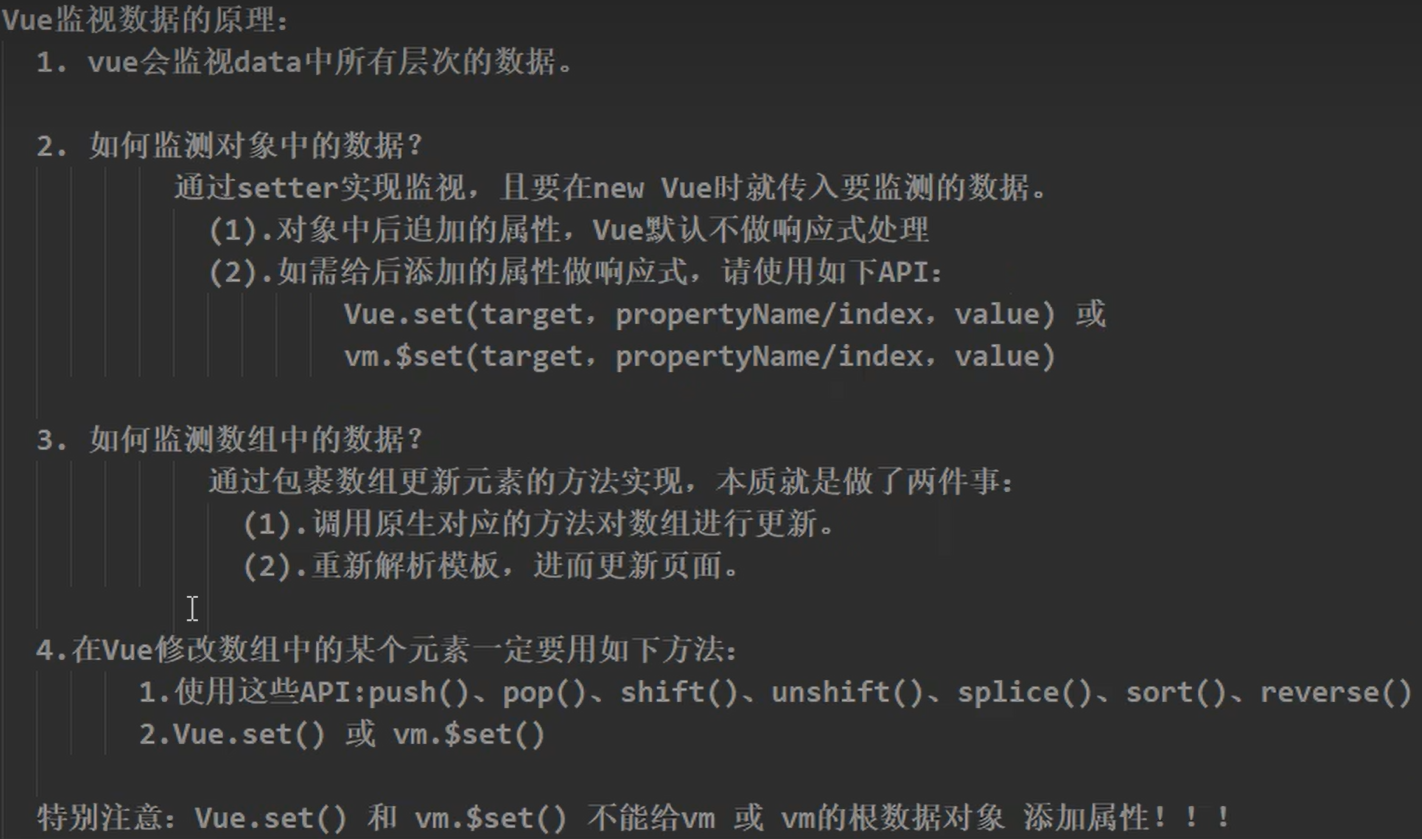 Vue监视数据的原理：
1. vue会监视data中所有层次的数据。
2. 如何监测对象中的数据？
通过setter实现监视，且要在new Vue时就传入要监测的数据。
(1).对象中后追加的属性，Vue默认不做响应式处理
(2).如需给后添加的属性做响应式，请使用如下API：
Vue.set(target，propertyName/index，value) 或
vm.$set(target，propertyName/index，value)
3. 如何监测数组中的数据？
通过包裹数组更新元素的方法实现，本质就是做了两件事：
(1).调用原生对应的方法对数组进行更新。
(2).重新解析模板，进而更新页面。
4.在Vue修改数组中的某个元素一定要用如下方法：
1.使用这些API:push()、pop()、shift()、unshift()、splice()、sort()、reverse()
2.Vue.set() 或 vm.$set()
特别注意：Vue.set() 和 vm.$set() 不能给vm 或 vm的根数据对象 添加属性！！！